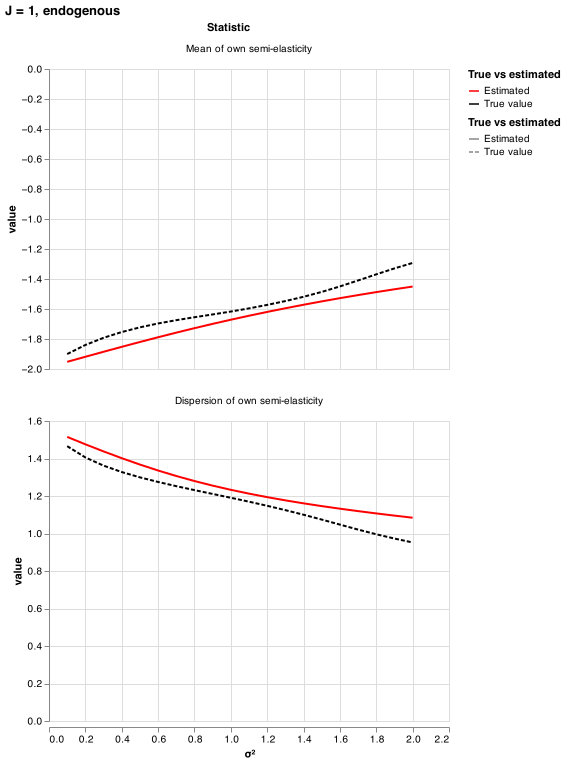 J = 1, endogenous
Statistic
Mean of own semi-elasticity
0.0
−0.2
−0.4
−0.6
−0.8
−1.0
−1.2
−1.4
−1.6
−1.8
−2.0
value
True vs estimated
Estimated
True value
True vs estimated
Estimated
True value
Dispersion of own semi-elasticity
1.6
1.4
1.2
1.0
0.8
0.6
0.4
0.2
0.0
value
0.0 0.2 0.4 0.6 0.8 1.0 1.2 1.4 1.6 1.8 2.0 2.2
σ²